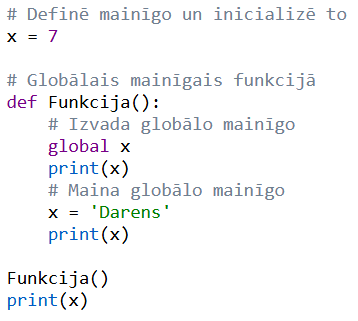 # Definē mainīgo un inicializē to
x = 7

# Globālais mainīgais funkcijā
def Funkcija():
    # Izvada globālo mainīgo
    global x
    print(x)
    # Maina globālo mainīgo
    x = 'Darens'
    print(x)

Funkcija()
print(x)